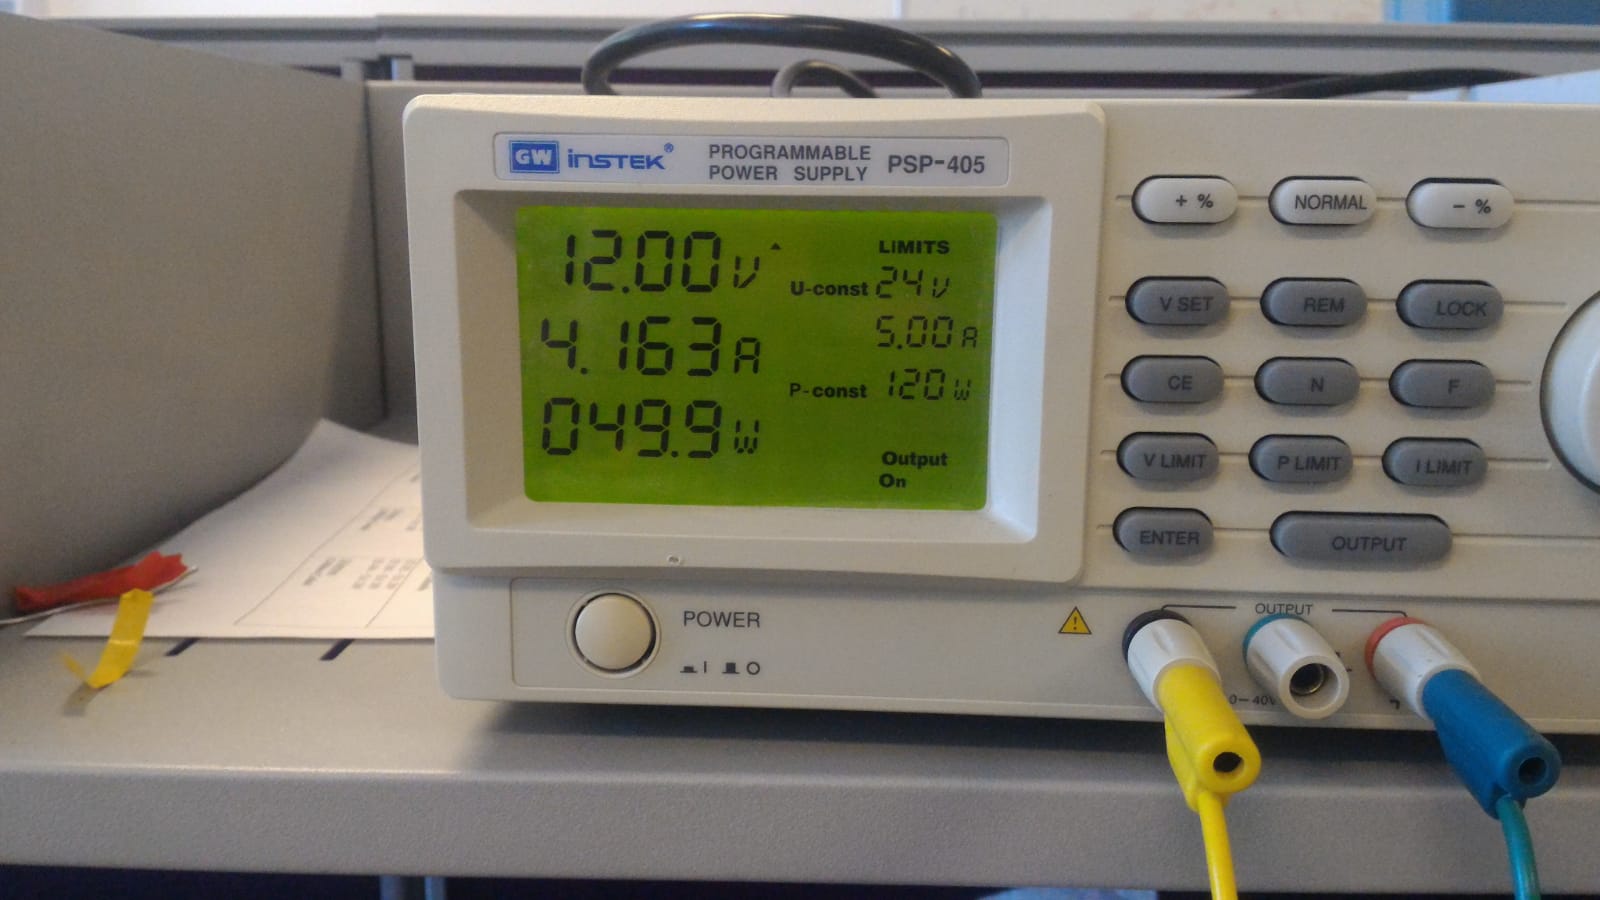 GW INSTEK®
PROGRAMMABLE
POWER SUPPLY
PSP-405
12.00V
4.163A
049.9W
LIMITS
U-const 24V
5.00A
P-const 120W
Output
On
+ %
NORMAL
- %
V SET
REM
LOCK
CE
N
F
V LIMIT
P LIMIT
I LIMIT
ENTER
OUTPUT
POWER
I O
OUTPUT
0-40V